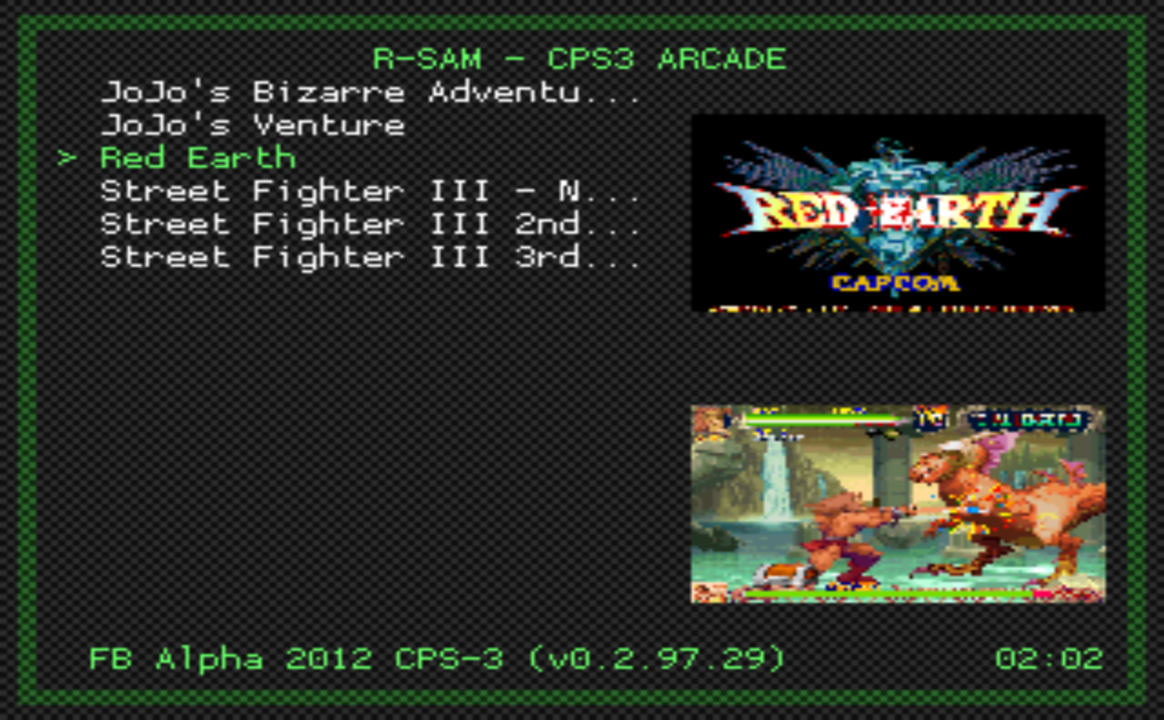 R-SAM - CPS3 ARCADE
JoJo's Bizarre Adventu...
JoJo's Venture
> Red Earth
Street Fighter III - N...
Street Fighter III 2nd...
Street Fighter III 3rd...
RED EARTH
CAPCOM
FB Alpha 2012 CPS-3 (v0.2.97.29)
02:02